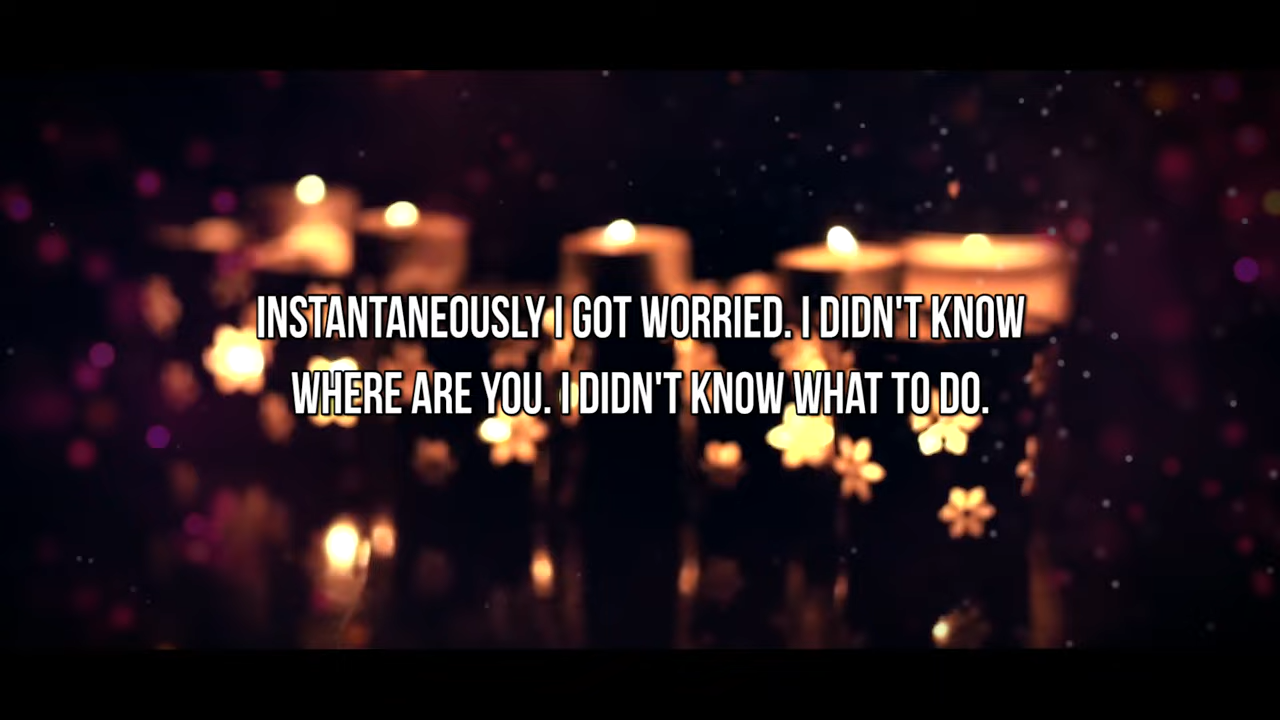 INSTANTANEOUSLY I GOT WORRIED. I DIDN'T KNOW
WHERE ARE YOU. I DIDN'T KNOW WHAT TO DO.